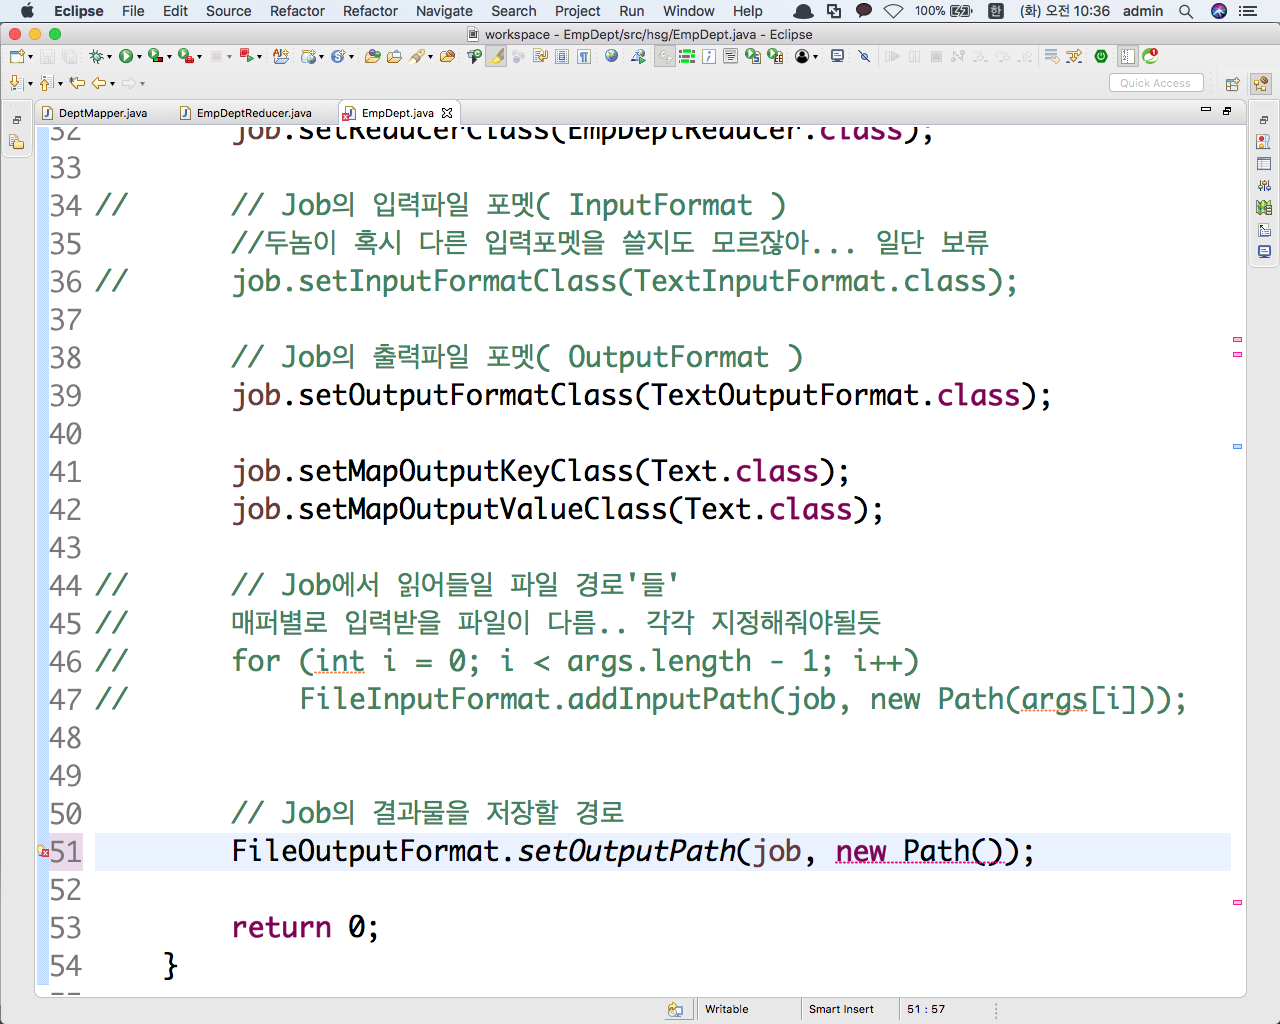 Eclipse File Edit Source Refactor Refactor Navigate Search Project Run Window Help 100% 한 (화) 오전 10:36 admin
workspace - EmpDept/src/hsg/EmpDept.java - Eclipse
Quick Access
DeptMapper.java EmpDeptReducer.java EmpDept.java
32 job.setReducerClass(EmpDeptReducer.class);
33
34 // // Job의 입력파일 포멧( InputFormat )
35 //두놈이 혹시 다른 입력포멧을 쓸지도 모르잖아... 일단 보류
36 // job.setInputFormatClass(TextInputFormat.class);
37
38 // Job의 출력파일 포멧( OutputFormat )
39 job.setOutputFormatClass(TextOutputFormat.class);
40
41 job.setMapOutputKeyClass(Text.class);
42 job.setMapOutputValueClass(Text.class);
43
44 // // Job에서 읽어들일 파일 경로'들'
45 // 매퍼별로 입력받을 파일이 다름.. 각각 지정해줘야될듯
46 // for (int i = 0; i < args.length - 1; i++)
47 // FileInputFormat.addInputPath(job, new Path(args[i]));
48
49
50 // Job의 결과물을 저장할 경로
51 FileOutputFormat.setOutputPath(job, new Path());
52
53 return 0;
54 }
Writable Smart Insert 51 : 57